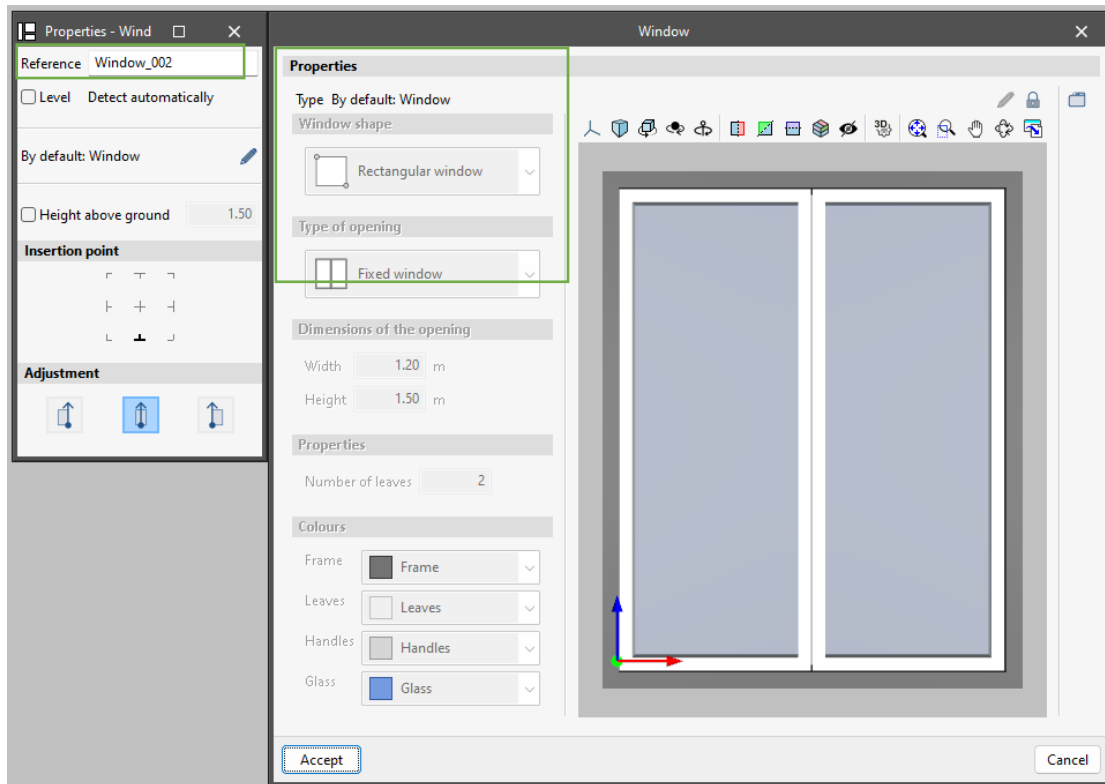 Properties - Wind
Reference Window_002
Level Detect automatically
By default: Window
Height above ground 1.50
Insertion point
Adjustment
Window
Properties
Type By default: Window
Window shape
Rectangular window
Type of opening
Fixed window
Dimensions of the opening
Width 1.20 m
Height 1.50 m
Properties
Number of leaves 2
Colours
Frame Frame
Leaves Leaves
Handles Handles
Glass Glass
3D
Accept
Cancel